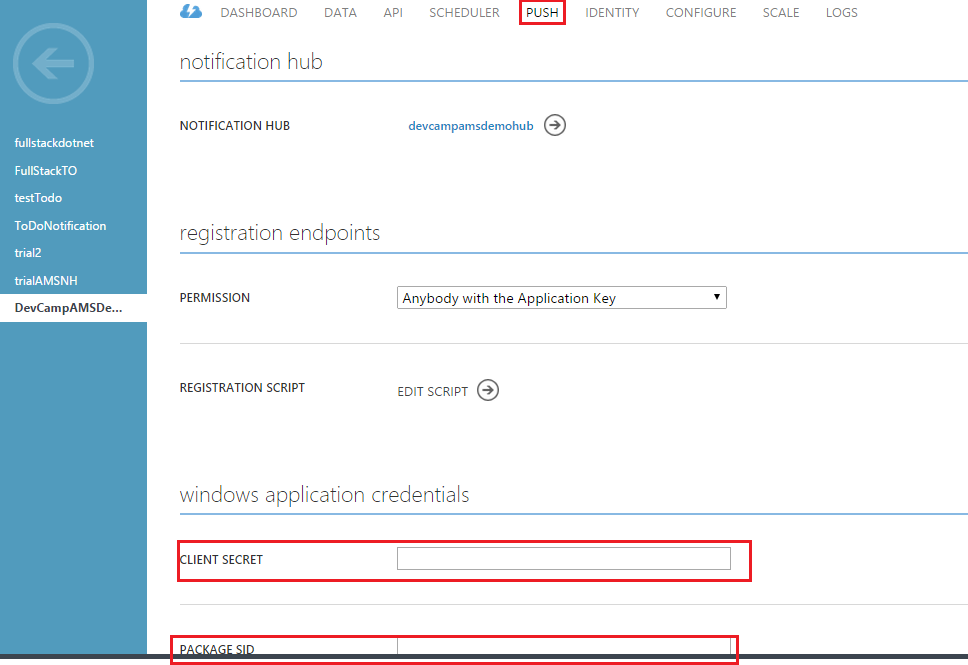 DASHBOARD DATA API SCHEDULER PUSH IDENTITY CONFIGURE SCALE LOGS
fullstackdotnet
FullStackTO
testTodo
ToDoNotification
trial2
trialAMSNH
DevCampAMSDe...
notification hub
NOTIFICATION HUB devcampamsdemohub
registration endpoints
PERMISSION Anybody with the Application Key
REGISTRATION SCRIPT EDIT SCRIPT
windows application credentials
CLIENT SECRET
PACKAGE SID